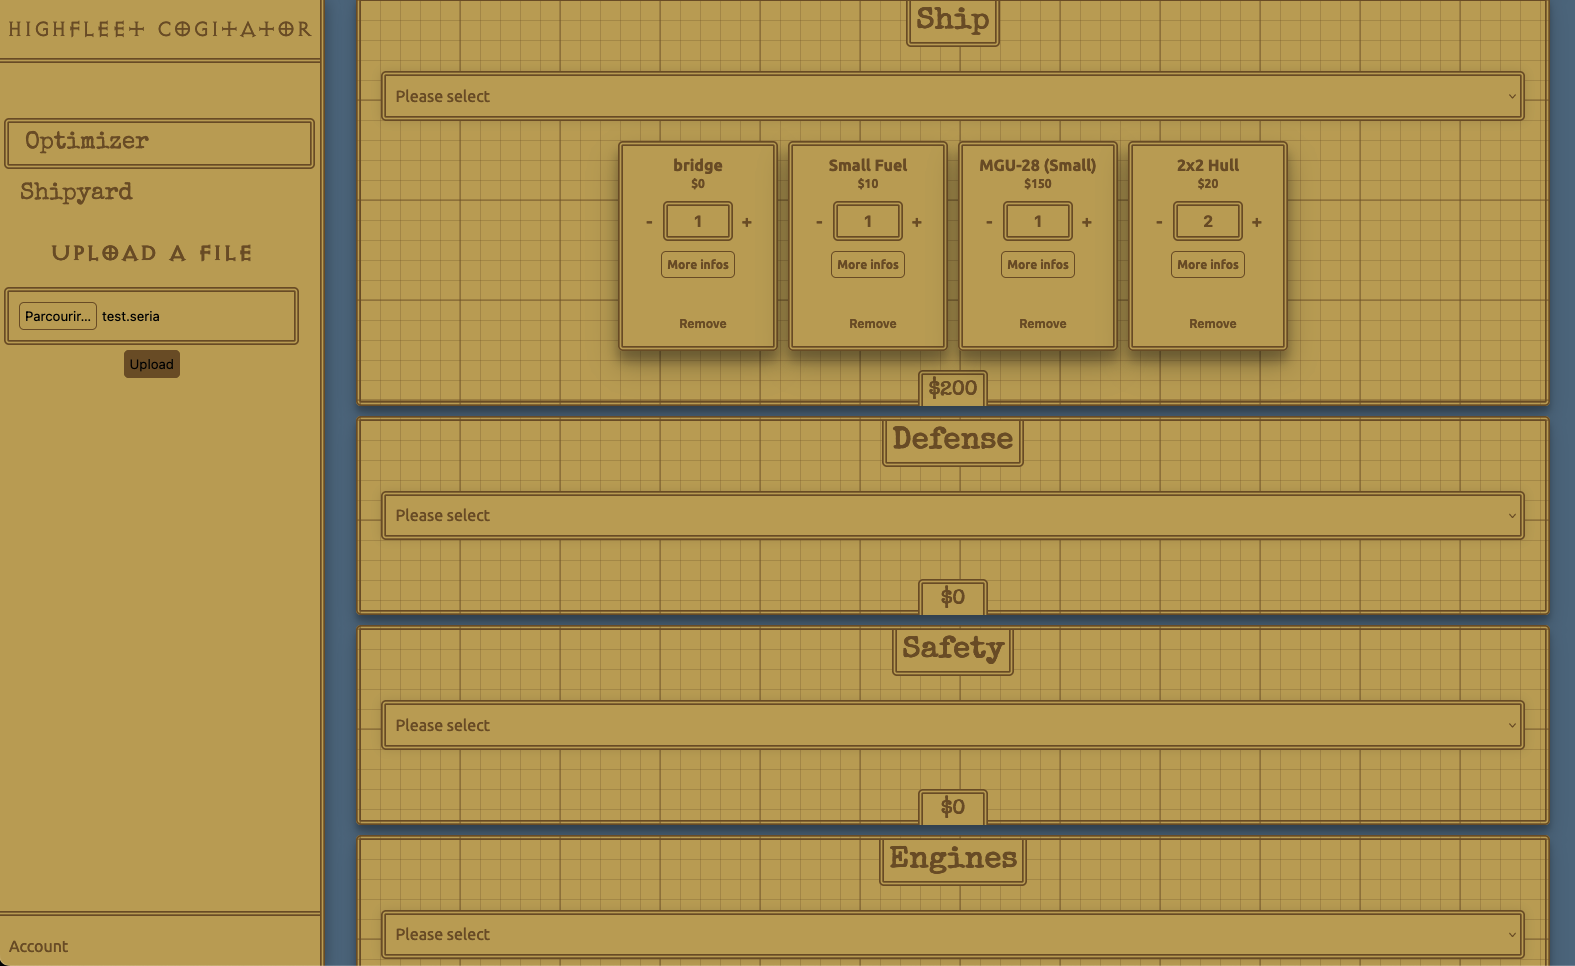 HIGHFLEET COGITATOR
Optimizer
Shipyard
UPLOAD A FILE
Parcourir... test.seria
Upload
Account
Ship
Please select
bridge
$0
- 1 +
More infos
Remove
Small Fuel
$10
- 1 +
More infos
Remove
MGU-28 (Small)
$150
- 1 +
More infos
Remove
2x2 Hull
$20
- 2 +
More infos
Remove
$200
Defense
Please select
$0
Safety
Please select
$0
Engines
Please select